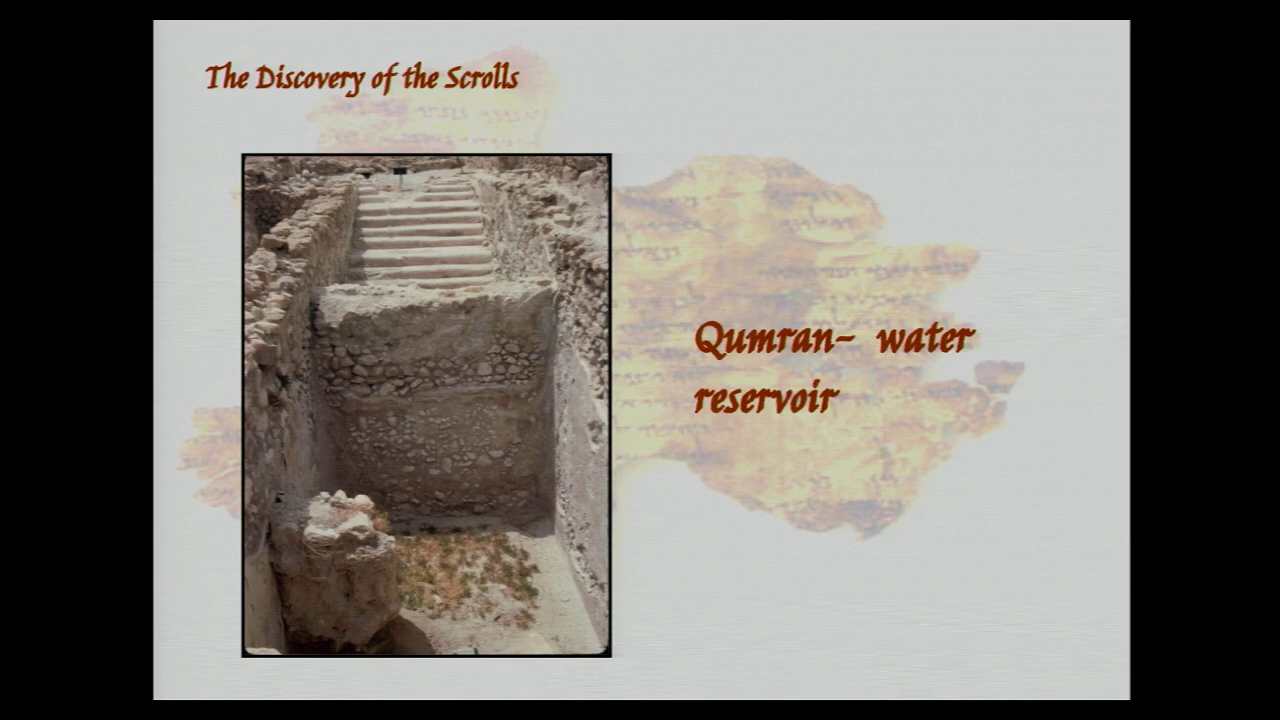 The Discovery of the Scrolls
Qumran- water
reservoir